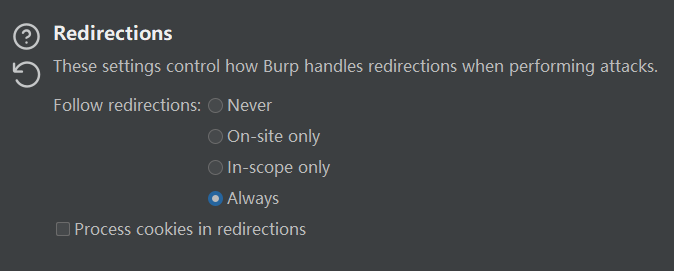 Redirections
These settings control how Burp handles redirections when performing attacks.
Follow redirections: Never
On-site only
In-scope only
Always
Process cookies in redirections